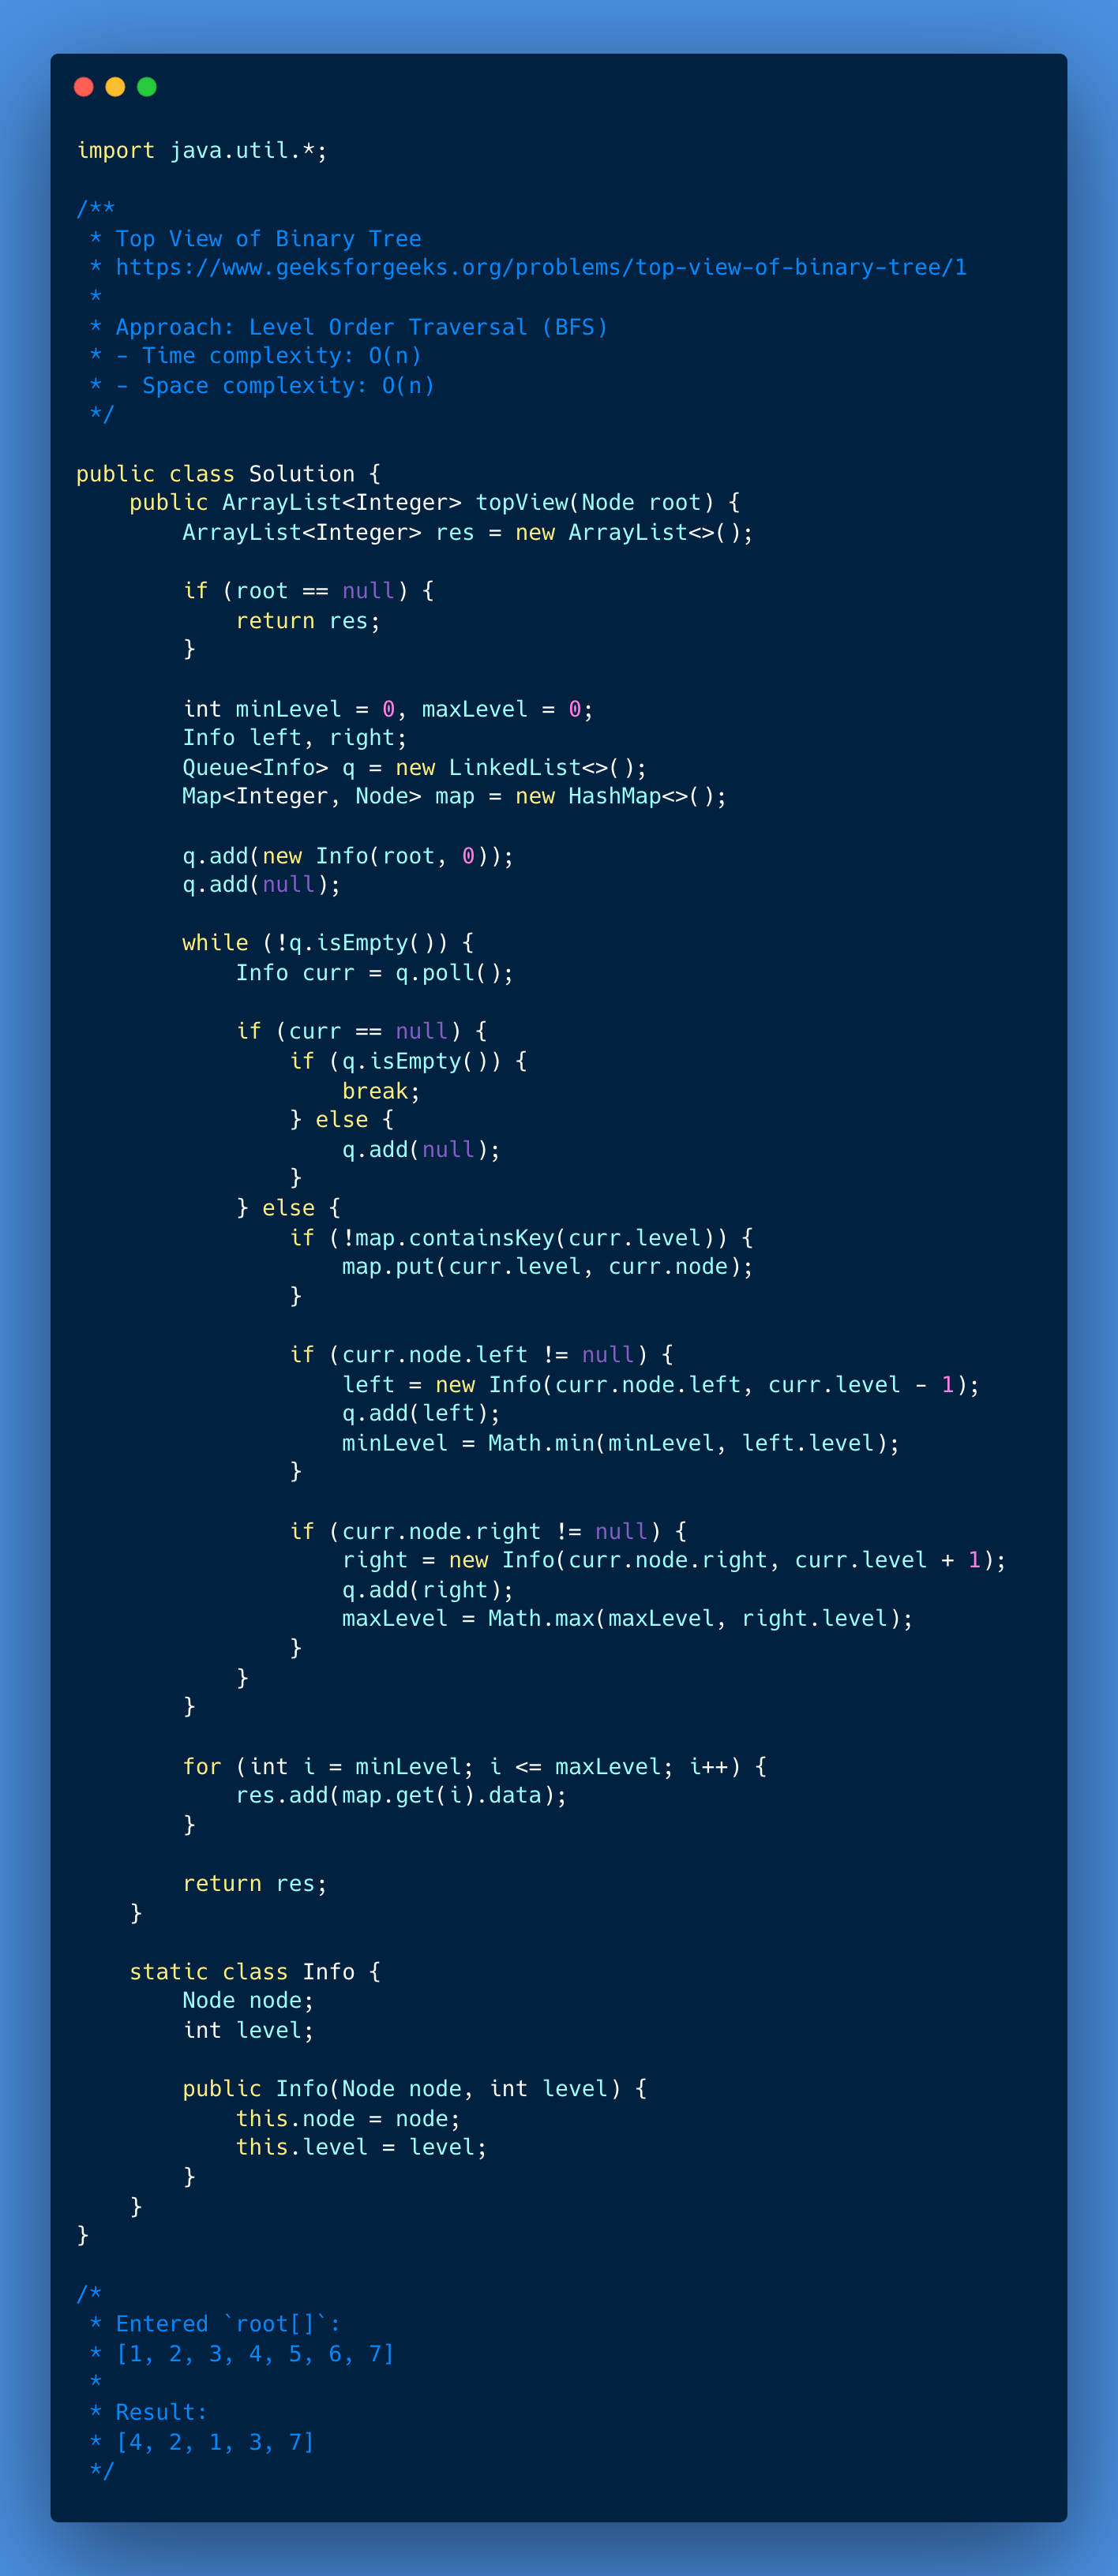 import java.util.*;

/**
 * Top View of Binary Tree
 * https://www.geeksforgeeks.org/problems/top-view-of-binary-tree/1
 *
 * Approach: Level Order Traversal (BFS)
 * - Time complexity: O(n)
 * - Space complexity: O(n)
 */

public class Solution {
    public ArrayList<Integer> topView(Node root) {
        ArrayList<Integer> res = new ArrayList<>();

        if (root == null) {
            return res;
        }

        int minLevel = 0, maxLevel = 0;
        Info left, right;
        Queue<Info> q = new LinkedList<>();
        Map<Integer, Node> map = new HashMap<>();

        q.add(new Info(root, 0));
        q.add(null);

        while (!q.isEmpty()) {
            Info curr = q.poll();

            if (curr == null) {
                if (q.isEmpty()) {
                    break;
                } else {
                    q.add(null);
                }
            } else {
                if (!map.containsKey(curr.level)) {
                    map.put(curr.level, curr.node);
                }

                if (curr.node.left != null) {
                    left = new Info(curr.node.left, curr.level - 1);
                    q.add(left);
                    minLevel = Math.min(minLevel, left.level);
                }

                if (curr.node.right != null) {
                    right = new Info(curr.node.right, curr.level + 1);
                    q.add(right);
                    maxLevel = Math.max(maxLevel, right.level);
                }
            }
        }

        for (int i = minLevel; i <= maxLevel; i++) {
            res.add(map.get(i).data);
        }

        return res;
    }

    static class Info {
        Node node;
        int level;

        public Info(Node node, int level) {
            this.node = node;
            this.level = level;
        }
    }
}

/*
 * Entered `root[]`:
 * [1, 2, 3, 4, 5, 6, 7]
 *
 * Result:
 * [4, 2, 1, 3, 7]
 */